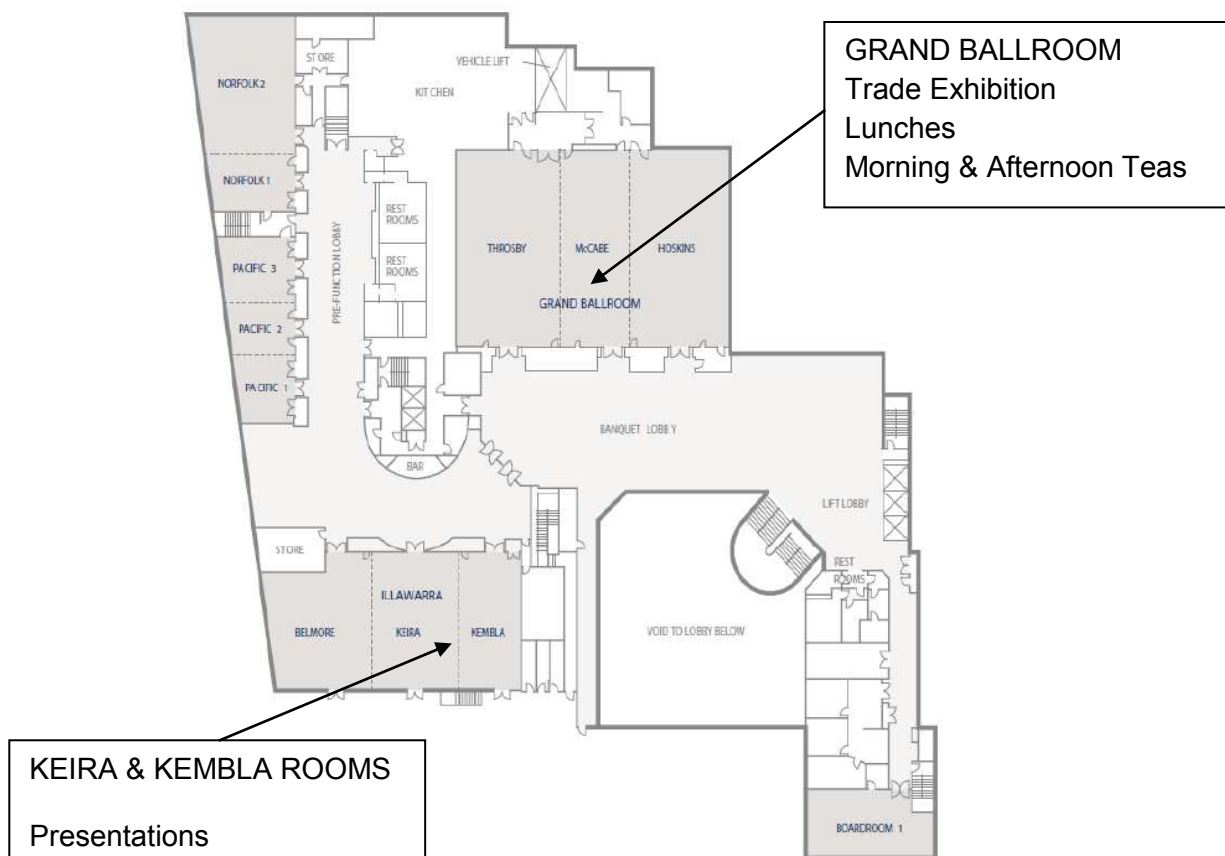 GRAND BALLROOM
Trade Exhibition
Lunches
Morning & Afternoon Teas
STORE
VEHICLE LIFT
NORFOLK 2
KITCHEN
NORFOLK 1
REST
ROOMS
PRE-FUNCTION LOBBY
THROSBY
McCABE
HOSKINS
PACIFIC 3
REST
ROOMS
GRAND BALLROOM
PACIFIC 2
PACIFIC 1
BANQUET LOBBY
BAR
LIFT LOBBY
STORE
REST
ROOMS
ILLAWARRA
BELMORE
KEIRA
KEMBLA
VOID TO LOBBY BELOW
KEIRA & KEMBLA ROOMS
Presentations
BOARDROOM 1